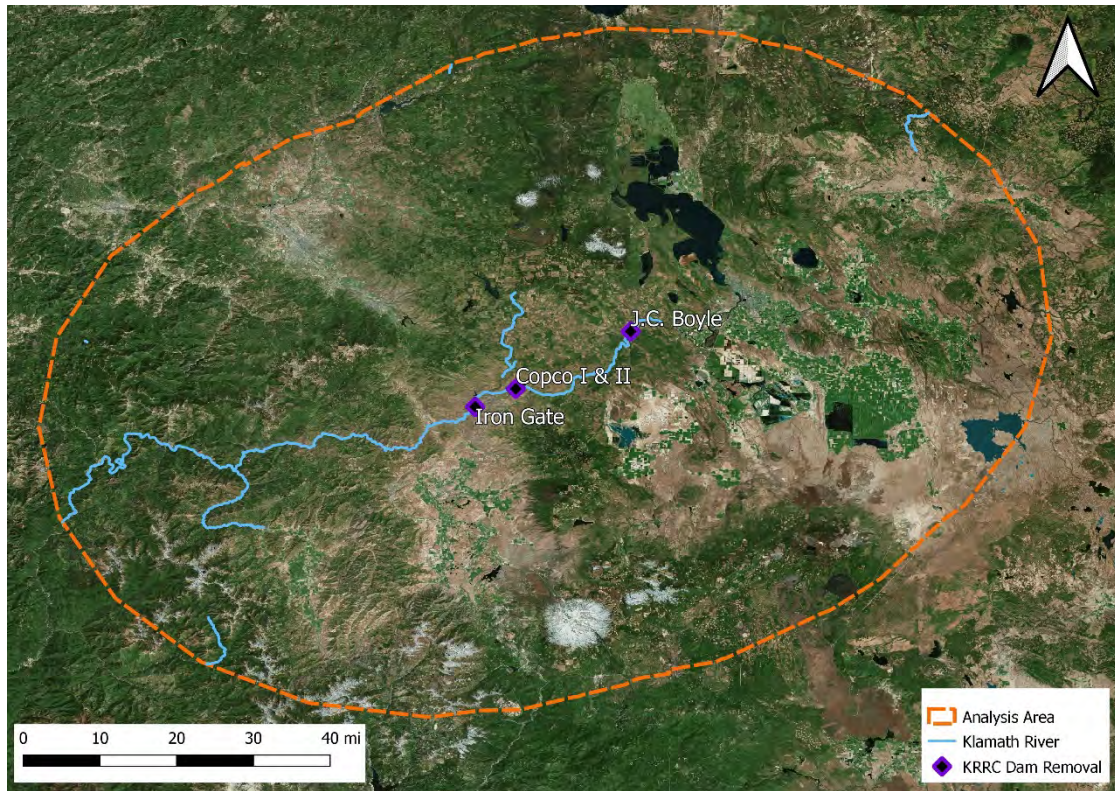 J.C. Boyle
Copco I & II
Iron Gate
0 10 20 30 40 mi
Analysis Area
Klamath River
KRRC Dam Removal